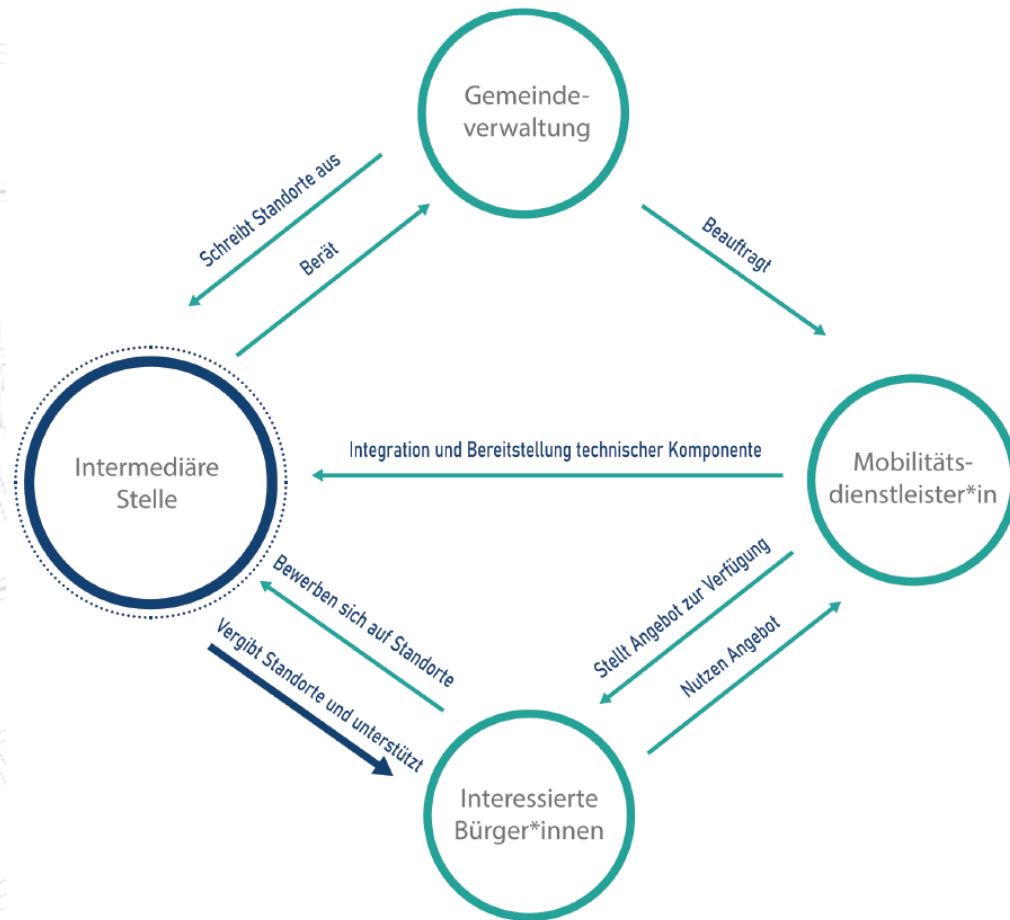 Gemeinde-
verwaltung
Schreibt Standorte aus
Berät
Beauftragt
Intermediäre
Stelle
Integration und Bereitstellung technischer Komponente
Mobilitäts-
dienstleister*in
Bewerben sich auf Standorte
Vergibt Standorte und unterstützt
Stellt Angebot zur Verfügung
Nutzen Angebot
Interessierte
Bürger*innen